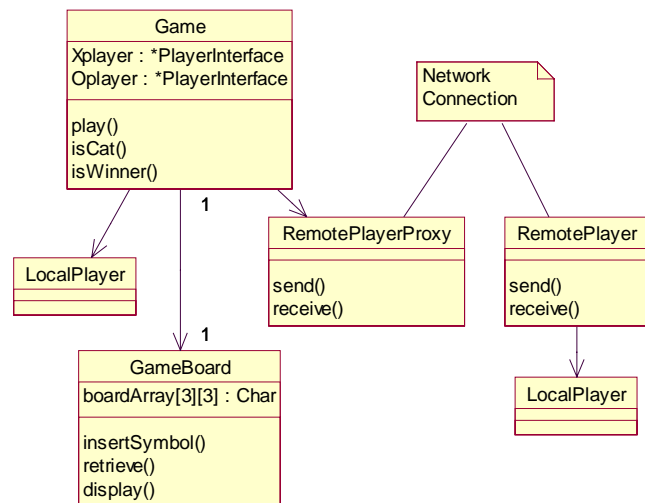 Game
Xplayer : *PlayerInterface
Oplayer : *PlayerInterface
play()
isCat()
isWinner()
Network
Connection
1
RemotePlayerProxy
send()
receive()
RemotePlayer
send()
receive()
LocalPlayer
1
GameBoard
boardArray[3][3] : Char
insertSymbol()
retrieve()
display()
LocalPlayer